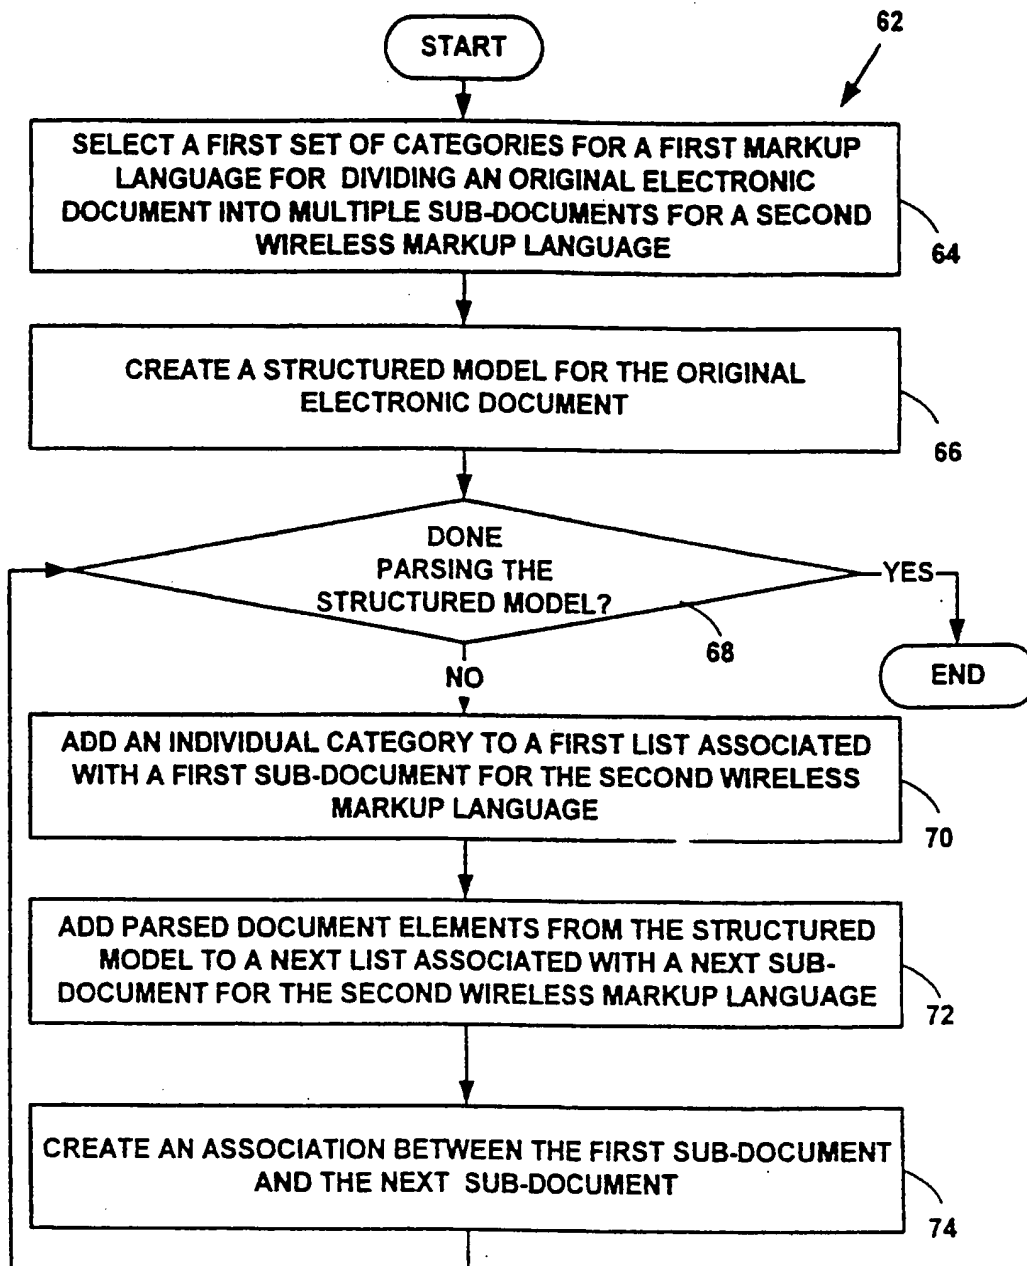 START
62
SELECT A FIRST SET OF CATEGORIES FOR A FIRST MARKUP
LANGUAGE FOR DIVIDING AN ORIGINAL ELECTRONIC
DOCUMENT INTO MULTIPLE SUB-DOCUMENTS FOR A SECOND
WIRELESS MARKUP LANGUAGE
64
CREATE A STRUCTURED MODEL FOR THE ORIGINAL
ELECTRONIC DOCUMENT
66
DONE
PARSING THE
STRUCTURED MODEL?
YES
68
END
NO
ADD AN INDIVIDUAL CATEGORY TO A FIRST LIST ASSOCIATED
WITH A FIRST SUB-DOCUMENT FOR THE SECOND WIRELESS
MARKUP LANGUAGE
70
ADD PARSED DOCUMENT ELEMENTS FROM THE STRUCTURED
MODEL TO A NEXT LIST ASSOCIATED WITH A NEXT SUB-
DOCUMENT FOR THE SECOND WIRELESS MARKUP LANGUAGE
72
CREATE AN ASSOCIATION BETWEEN THE FIRST SUB-DOCUMENT
AND THE NEXT SUB-DOCUMENT
74